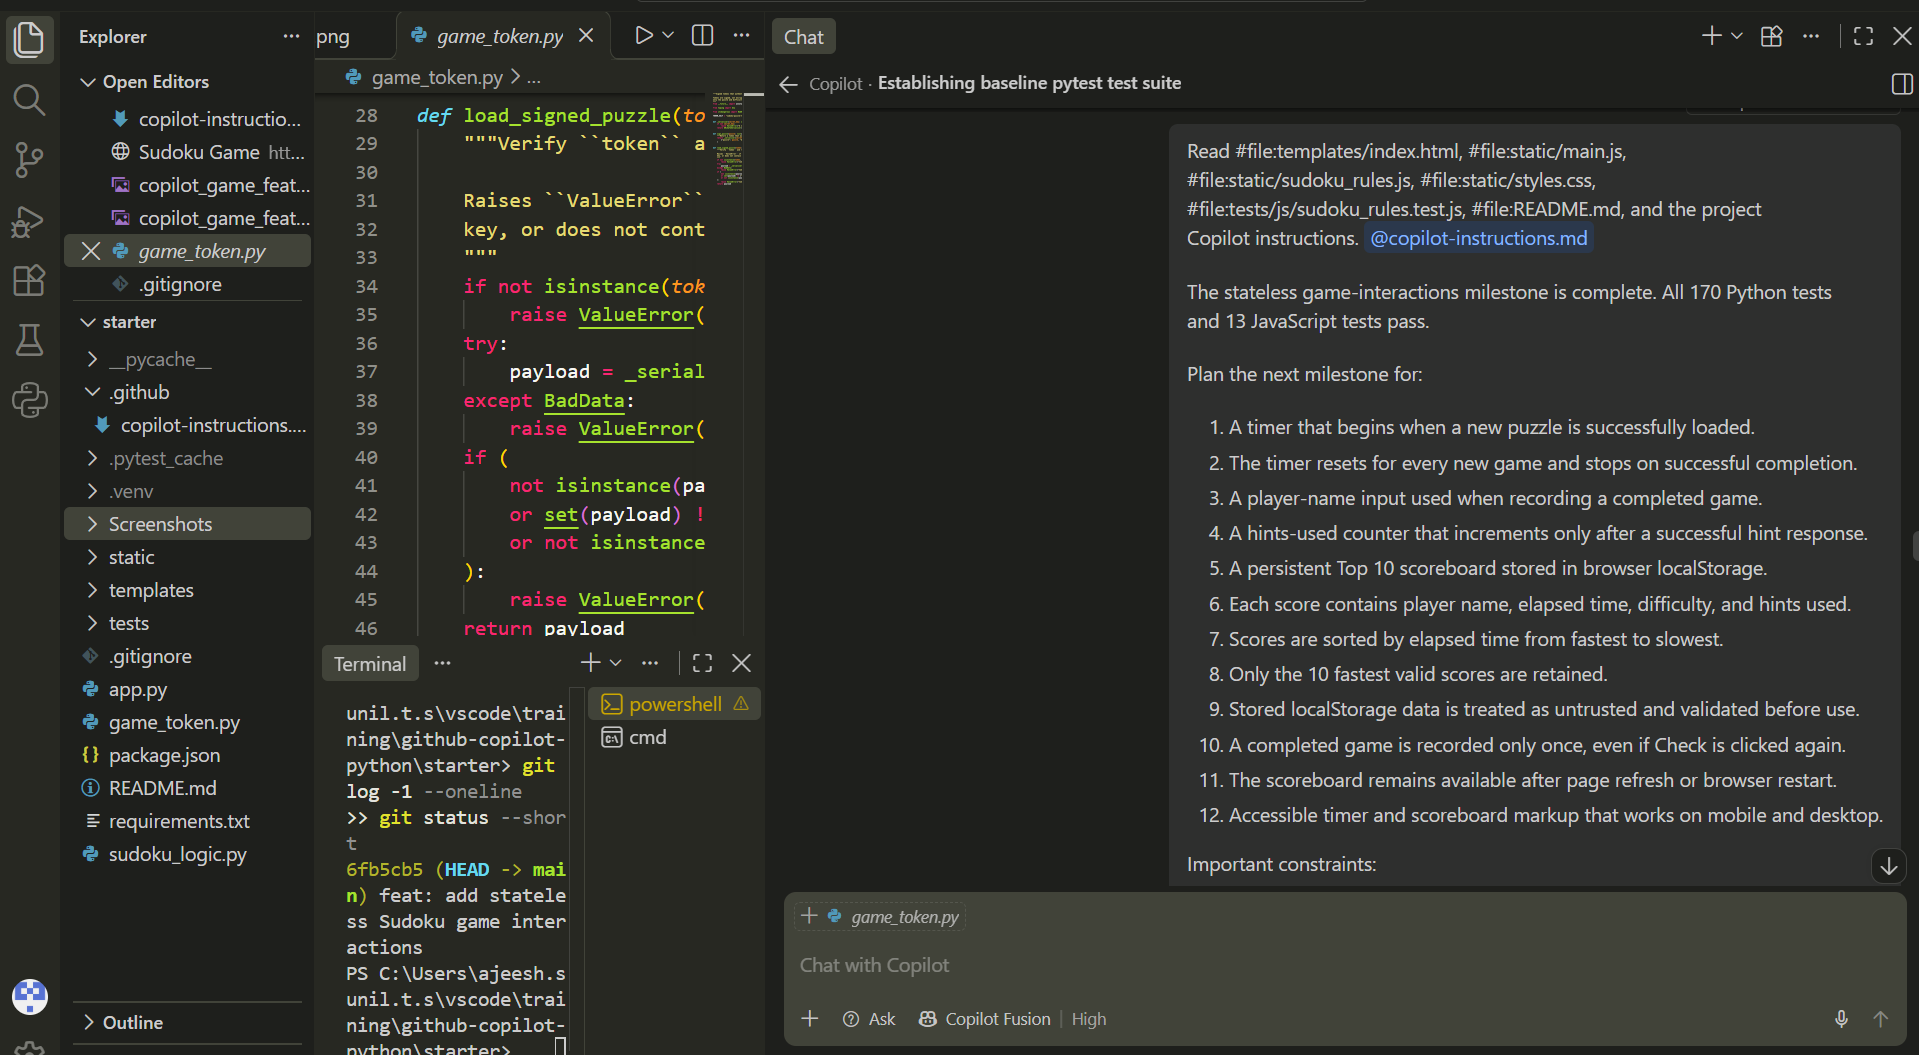 Explorer
Open Editors
copilot-instructio...
Sudoku Game htt...
copilot_game_feat...
copilot_game_feat...
game_token.py
.gitignore
starter
__pycache__
.github
copilot-instructions....
.pytest_cache
.venv
Screenshots
static
templates
tests
.gitignore
app.py
game_token.py
package.json
README.md
requirements.txt
sudoku_logic.py
Outline
png
game_token.py
game_token.py > ...
28 def load_signed_puzzle(to
29 """Verify ``token`` a
30
31 Raises ``ValueError``
32 key, or does not cont
33 """
34 if not isinstance(tok
35 raise ValueError(
36 try:
37 payload = _serial
38 except BadData:
39 raise ValueError(
40 if (
41 not isinstance(pa
42 or set(payload) !
43 or not isinstance
44 ):
45 raise ValueError(
46 return payload
Terminal
powershell
cmd
unil.t.s\vscode\trai
ning\github-copilot-
python\starter> git
log -1 --oneline
>> git status --shor
t
6fb5cb5 (HEAD -> mai
n) feat: add statele
ss Sudoku game inter
actions
PS C:\Users\ajeesh.s
unil.t.s\vscode\trai
ning\github-copilot-
python\starter>
Chat
Copilot · Establishing baseline pytest test suite
Read #file:templates/index.html, #file:static/main.js,
#file:static/sudoku_rules.js, #file:static/styles.css,
#file:tests/js/sudoku_rules.test.js, #file:README.md, and the project
Copilot instructions. @copilot-instructions.md
The stateless game-interactions milestone is complete. All 170 Python tests
and 13 JavaScript tests pass.
Plan the next milestone for:
1. A timer that begins when a new puzzle is successfully loaded.
2. The timer resets for every new game and stops on successful completion.
3. A player-name input used when recording a completed game.
4. A hints-used counter that increments only after a successful hint response.
5. A persistent Top 10 scoreboard stored in browser localStorage.
6. Each score contains player name, elapsed time, difficulty, and hints used.
7. Scores are sorted by elapsed time from fastest to slowest.
8. Only the 10 fastest valid scores are retained.
9. Stored localStorage data is treated as untrusted and validated before use.
10. A completed game is recorded only once, even if Check is clicked again.
11. The scoreboard remains available after page refresh or browser restart.
12. Accessible timer and scoreboard markup that works on mobile and desktop.
Important constraints:
game_token.py
Chat with Copilot
Ask
Copilot Fusion
High